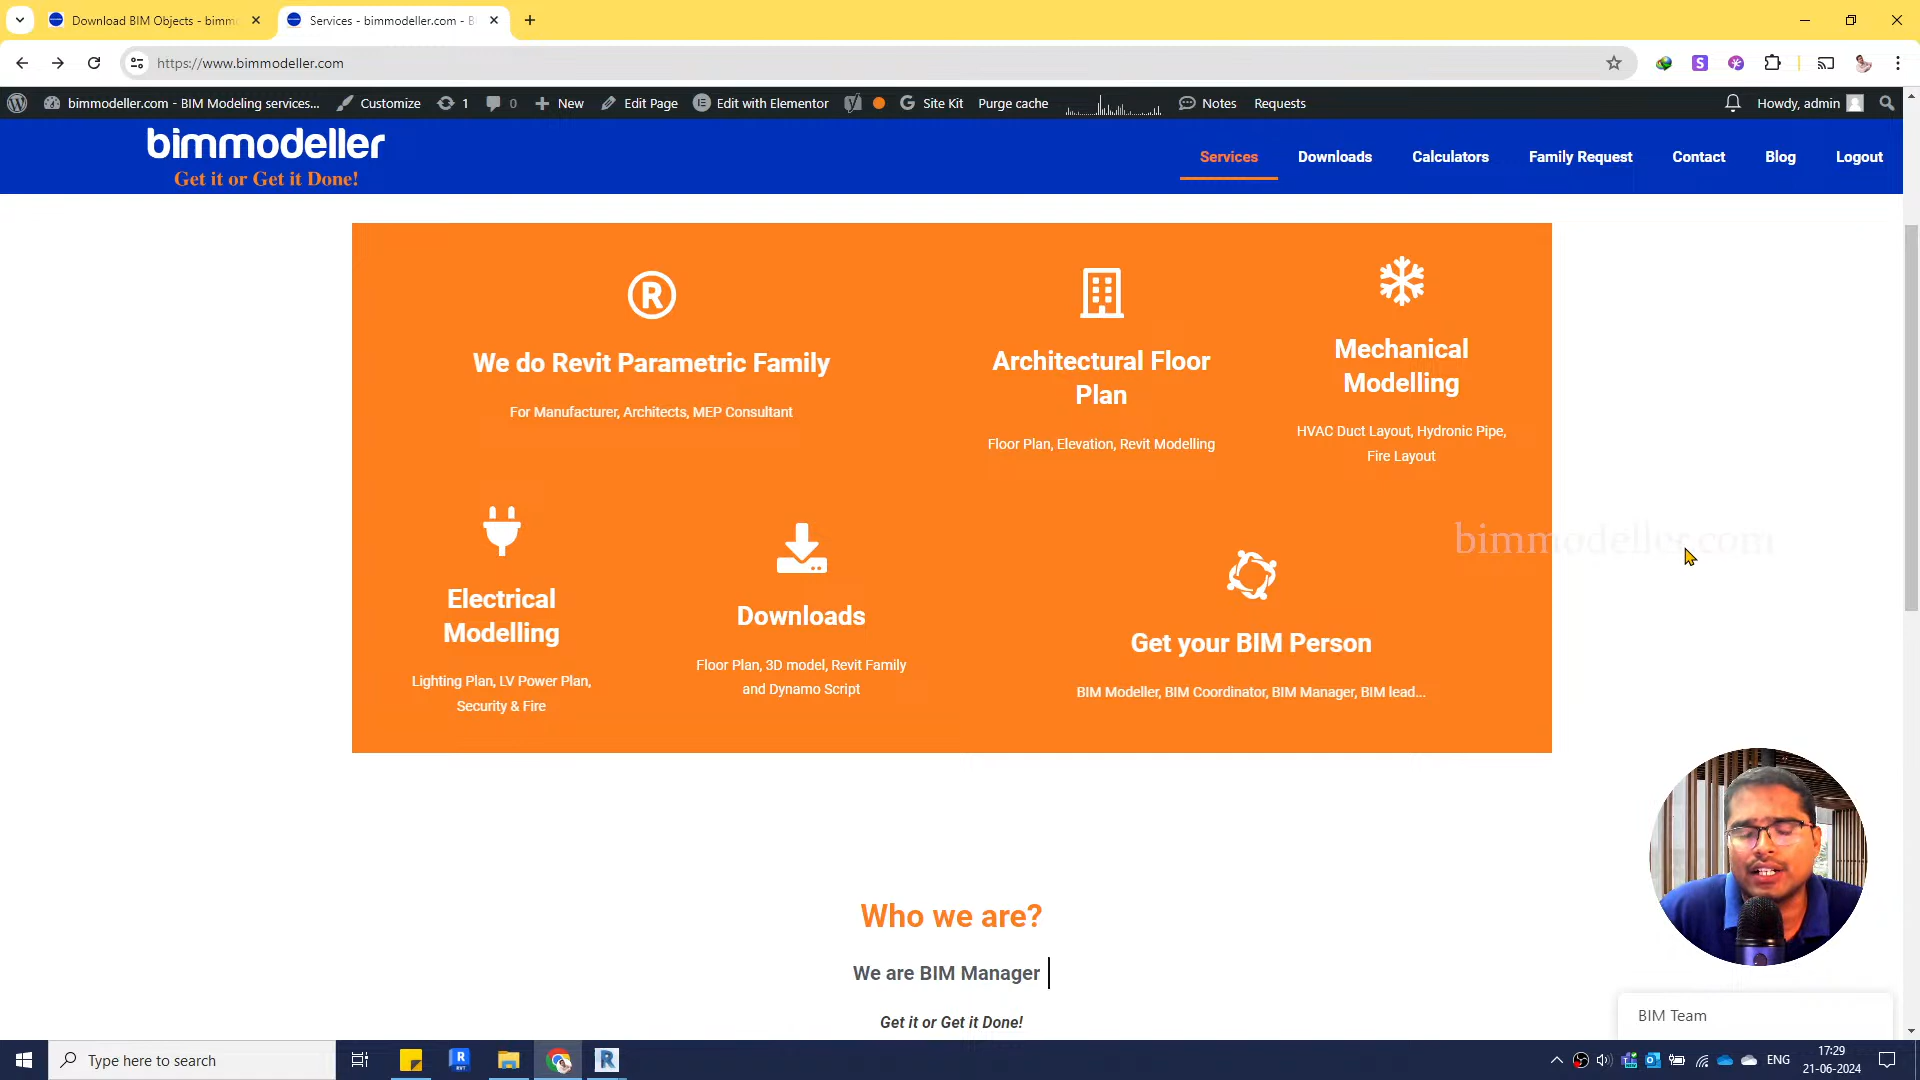 Download BIM Objects - bimm
Services - bimmodeller.com - B
https://www.bimmodeller.com
bimmodeller.com - BIM Modeling services...
Customize
1
0
New
Edit Page
Edit with Elementor
Site Kit
Purge cache
Notes
Requests
Howdy, admin
bimmodeller
Get it or Get it Done!
Services
Downloads
Calculators
Family Request
Contact
Blog
Logout
We do Revit Parametric Family
For Manufacturer, Architects, MEP Consultant
Architectural Floor
Plan
Floor Plan, Elevation, Revit Modelling
Mechanical
Modelling
HVAC Duct Layout, Hydronic Pipe,
Fire Layout
Electrical
Modelling
Lighting Plan, LV Power Plan,
Security & Fire
Downloads
Floor Plan, 3D model, Revit Family
and Dynamo Script
Get your BIM Person
BIM Modeller, BIM Coordinator, BIM Manager, BIM lead...
bimmodeller.com
Who we are?
We are BIM Manager
Get it or Get it Done!
BIM Team
Type here to search
ENG
17:29
21-06-2024